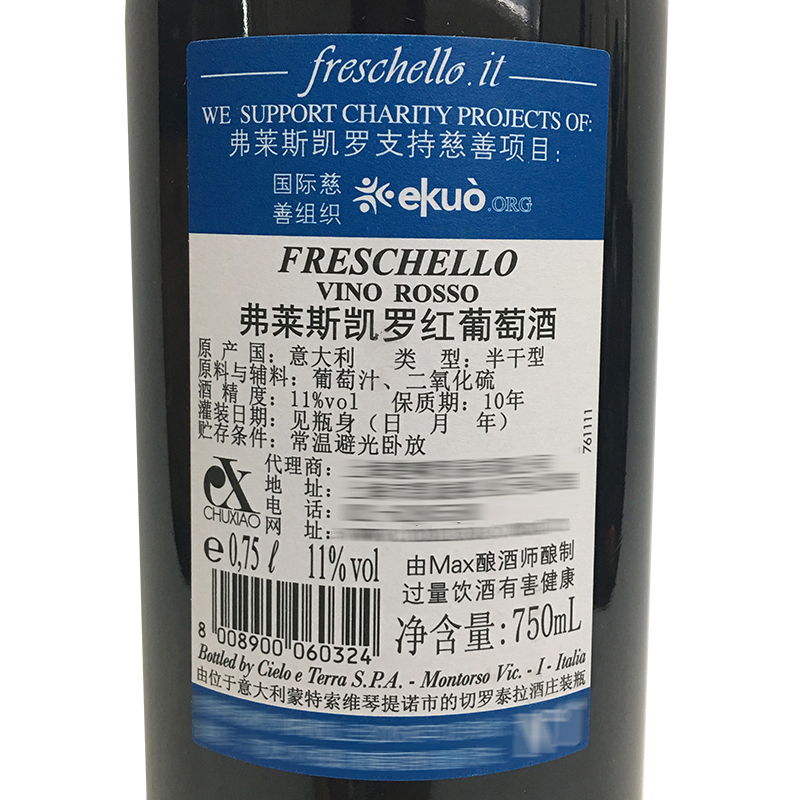 freschello.it
WE SUPPORT CHARITY PROJECTS OF:
弗莱斯凯罗支持慈善项目:
国际慈
善组织
ekuò.ORG
FRESCHELLO
VINO ROSSO
弗莱斯凯罗红葡萄酒
原产国: 意大利 类型: 半干型
原料与辅料: 葡萄汁、二氧化硫
酒精度: 11%vol 保质期: 10年
灌装日期: 见瓶身 (日 月 年)
贮存条件: 常温避光卧放
761111
CHUXIAO
代理商:
地址:
电话:
网址:
e 0,75 ℓ 11% vol
由Max酿酒师酿制
过量饮酒有害健康
8 008900 060324
净含量: 750mL
Bottled by Cielo e Terra S.P.A. - Montorso Vic. - I - Italia
由位于意大利蒙特索维琴提诺市的切罗泰拉酒庄装瓶